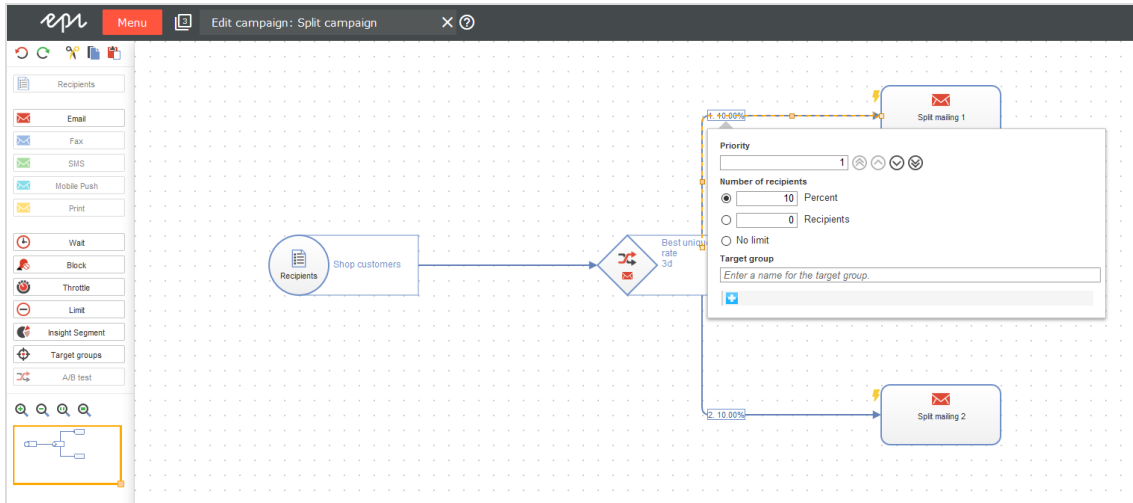 epi
Menu
3
Edit campaign: Split campaign
Recipients
Email
Fax
SMS
Mobile Push
Print
Wait
Block
Throttle
Limit
Insight Segment
Target groups
A/B test
Recipients
Shop customers
Best uniqu
rate
3d
1. 40.00%
Split mailing 1
Priority
1
Number of recipients
10 Percent
0 Recipients
No limit
Target group
Enter a name for the target group.
2. 10.00%
Split mailing 2